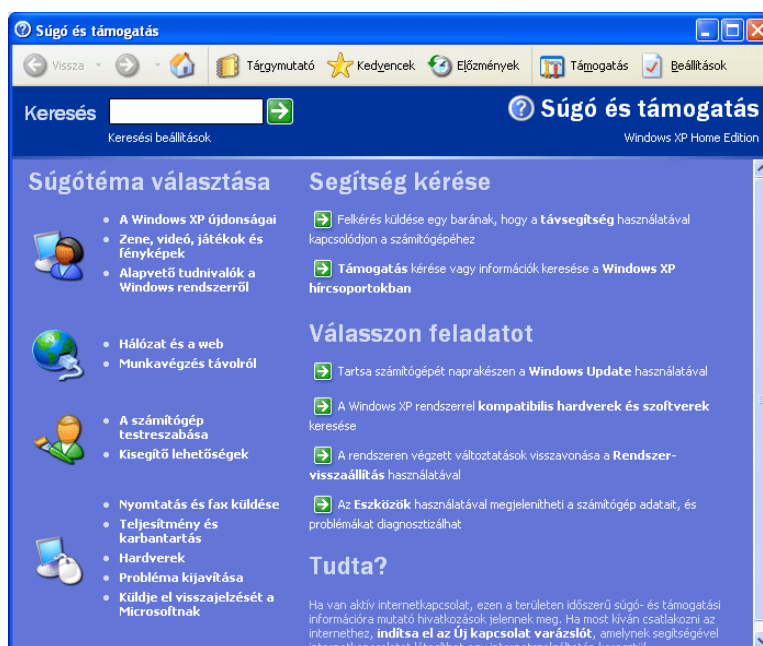 Súgó és támogatás
Vissza
Tárgymutató
Kedvencek
Előzmények
Támogatás
Beállítások
Keresés
Keresési beállítások
Súgó és támogatás
Windows XP Home Edition
Súgótéma választása
A Windows XP újdonságai
Zene, videó, játékok és
fényképek
Alapvető tudnivalók a
Windows rendszerről
Hálózat és a web
Munkavégzés távolról
A számítógép
testreszabása
Kisegítő lehetőségek
Nyomtatás és fax küldése
Teljesítmény és
karbantartás
Hardverek
Probléma kijavítása
Küldje el visszajelzését a
Microsoftnak
Segítség kérése
Felkérés küldése egy barának, hogy a távsegítség használatával
kapcsolódjon a számítógépéhez
Támogatás kérése vagy információk keresése a Windows XP
hírcsoportokban
Válasszon feladatot
Tartsa számítógépét naprakészen a Windows Update használatával
A Windows XP rendszerrel kompatibilis hardverek és szoftverek
keresése
A rendszeren végzett változtatások visszavonása a Rendszer-
visszaállítás használatával
Az Eszközök használatával megjelenítheti a számítógép adatait, és
problémákat diagnosztizálhat
Tudta?
Ha van aktív internetkapcsolat, ezen a területen időszerű súgó- és támogatási
információra mutató hivatkozások jelennek meg. Ha most kíván csatlakozni az
internethez, indítsa el az Új kapcsolat varázslót, amelynek segítségével